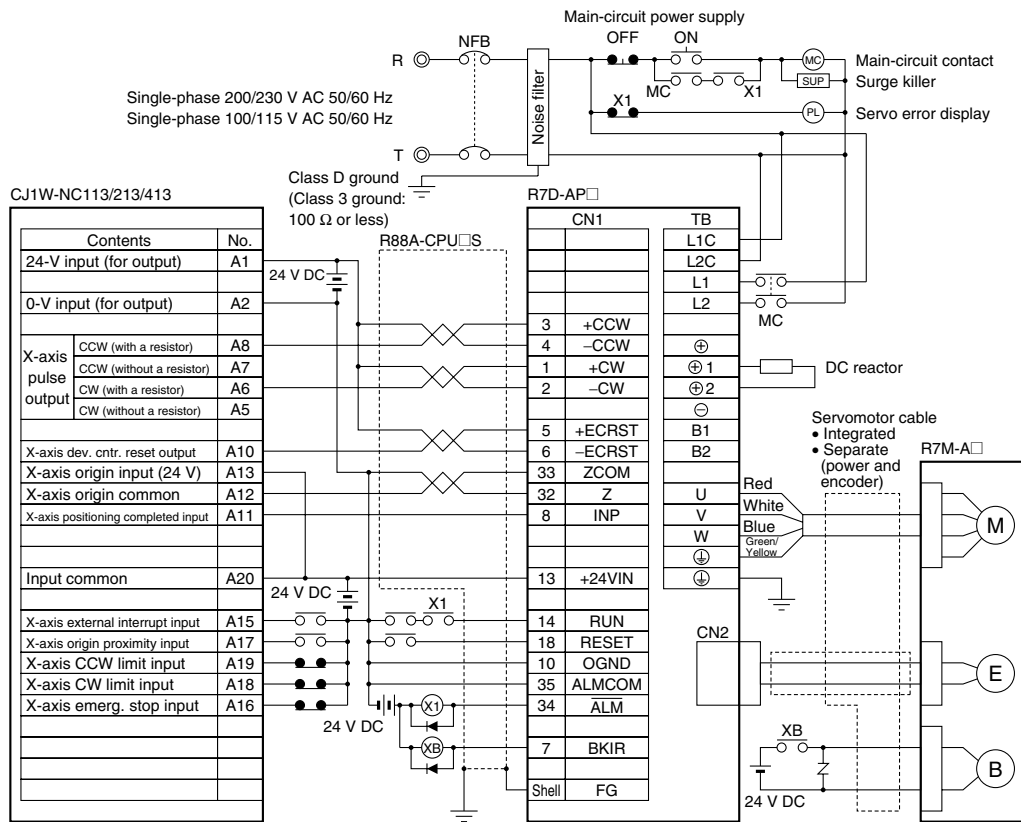 Main-circuit power supply
OFF
ON
NFB
R
MC
Main-circuit contact
SUP
Surge killer
MC
X1
Single-phase 200/230 V AC 50/60 Hz
Single-phase 100/115 V AC 50/60 Hz
Noise filter
X1
PL
Servo error display
T
Class D ground
(Class 3 ground:
100 Ω or less)
CJ1W-NC113/213/413
R88A-CPU□S
R7D-AP□
Contents No.
24-V input (for output) A1
0-V input (for output) A2
X-axis
pulse
output
CCW (with a resistor) A8
CCW (without a resistor) A7
CW (with a resistor) A6
CW (without a resistor) A5
X-axis dev. cntr. reset output A10
X-axis origin input (24 V) A13
X-axis origin common A12
X-axis positioning completed input A11
Input common A20
X-axis external interrupt input A15
X-axis origin proximity input A17
X-axis CCW limit input A19
X-axis CW limit input A18
X-axis emerg. stop input A16
24 V DC
24 V DC
X1
24 V DC
X1
XB
CN1
3 +CCW
4 −CCW
1 +CW
2 −CW
5 +ECRST
6 −ECRST
33 ZCOM
32 Z
8 INP
13 +24VIN
14 RUN
18 RESET
10 OGND
35 ALMCOM
34 ALM
7 BKIR
Shell FG
TB
L1C
L2C
L1
L2
⊕
⊕ 1
⊕ 2
⊖
B1
B2
U
V
W
MC
DC reactor
Servomotor cable
• Integrated
• Separate
(power and
encoder)
R7M-A□
Red
White
Blue
Green/
Yellow
M
CN2
E
XB
24 V DC
B